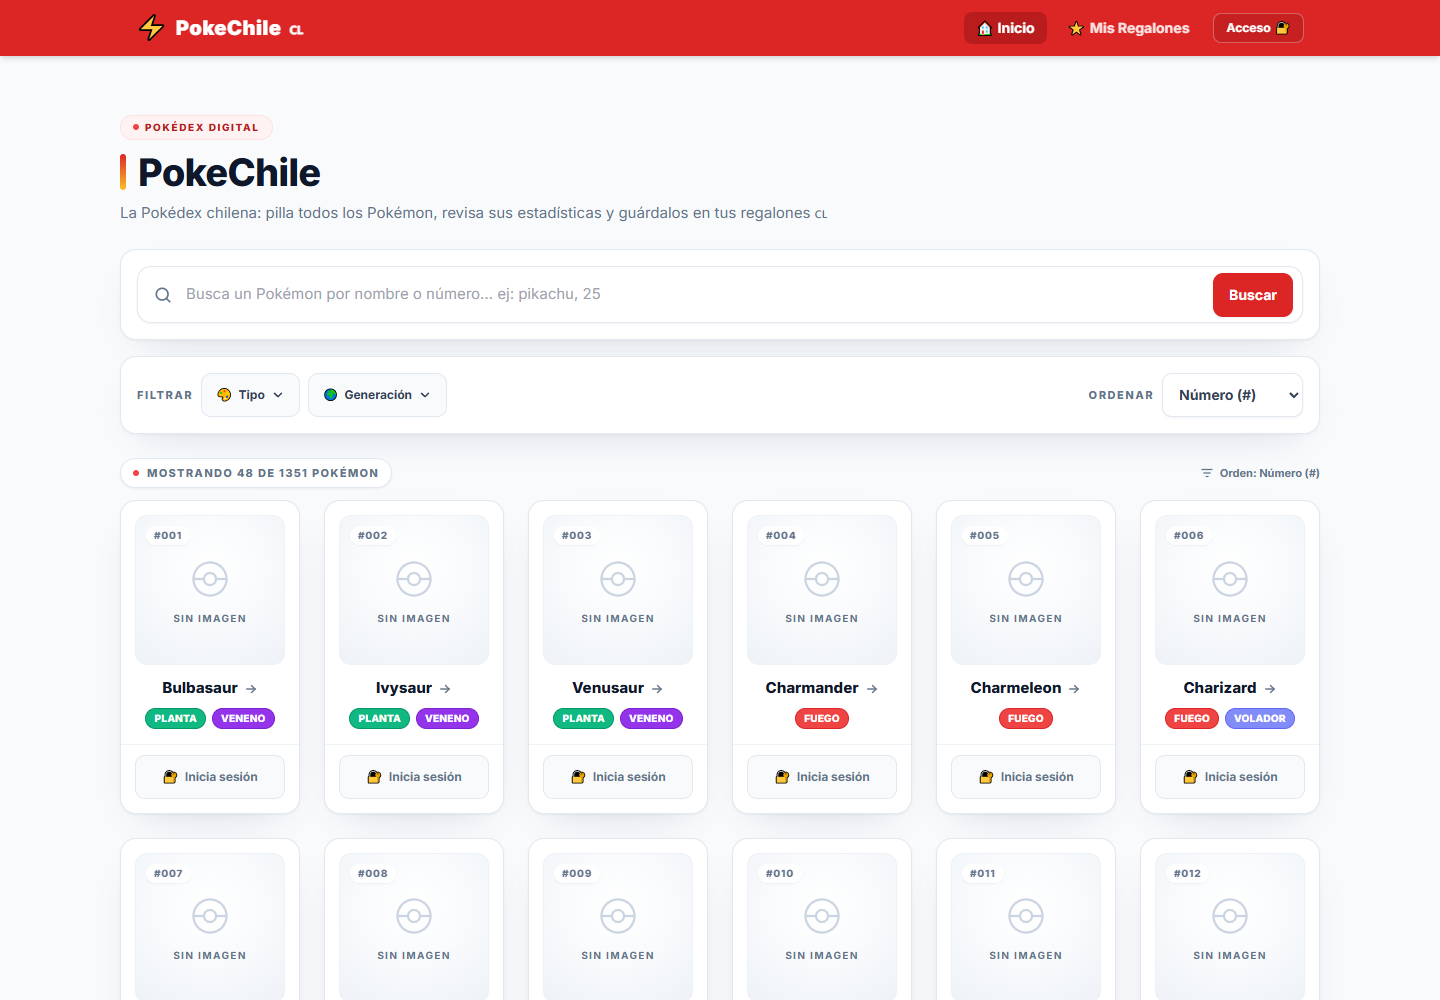 ⚡ PokeChile CL
🏠 Inicio
⭐ Mis Regalones
Acceso 🔐
POKÉDEX DIGITAL
PokeChile
La Pokédex chilena: pilla todos los Pokémon, revisa sus estadísticas y guárdalos en tus regalones CL
Busca un Pokémon por nombre o número... ej: pikachu, 25
Buscar
FILTRAR
🎨 Tipo
🌍 Generación
ORDENAR
Número (#)
MOSTRANDO 48 DE 1351 POKÉMON
Orden: Número (#)
#001
#002
#003
#004
#005
#006
SIN IMAGEN
SIN IMAGEN
SIN IMAGEN
SIN IMAGEN
SIN IMAGEN
SIN IMAGEN
Bulbasaur →
Ivysaur →
Venusaur →
Charmander →
Charmeleon →
Charizard →
PLANTA VENENO
PLANTA VENENO
PLANTA VENENO
FUEGO
FUEGO
FUEGO VOLADOR
🔐 Inicia sesión
🔐 Inicia sesión
🔐 Inicia sesión
🔐 Inicia sesión
🔐 Inicia sesión
🔐 Inicia sesión
#007
#008
#009
#010
#011
#012
SIN IMAGEN
SIN IMAGEN
SIN IMAGEN
SIN IMAGEN
SIN IMAGEN
SIN IMAGEN